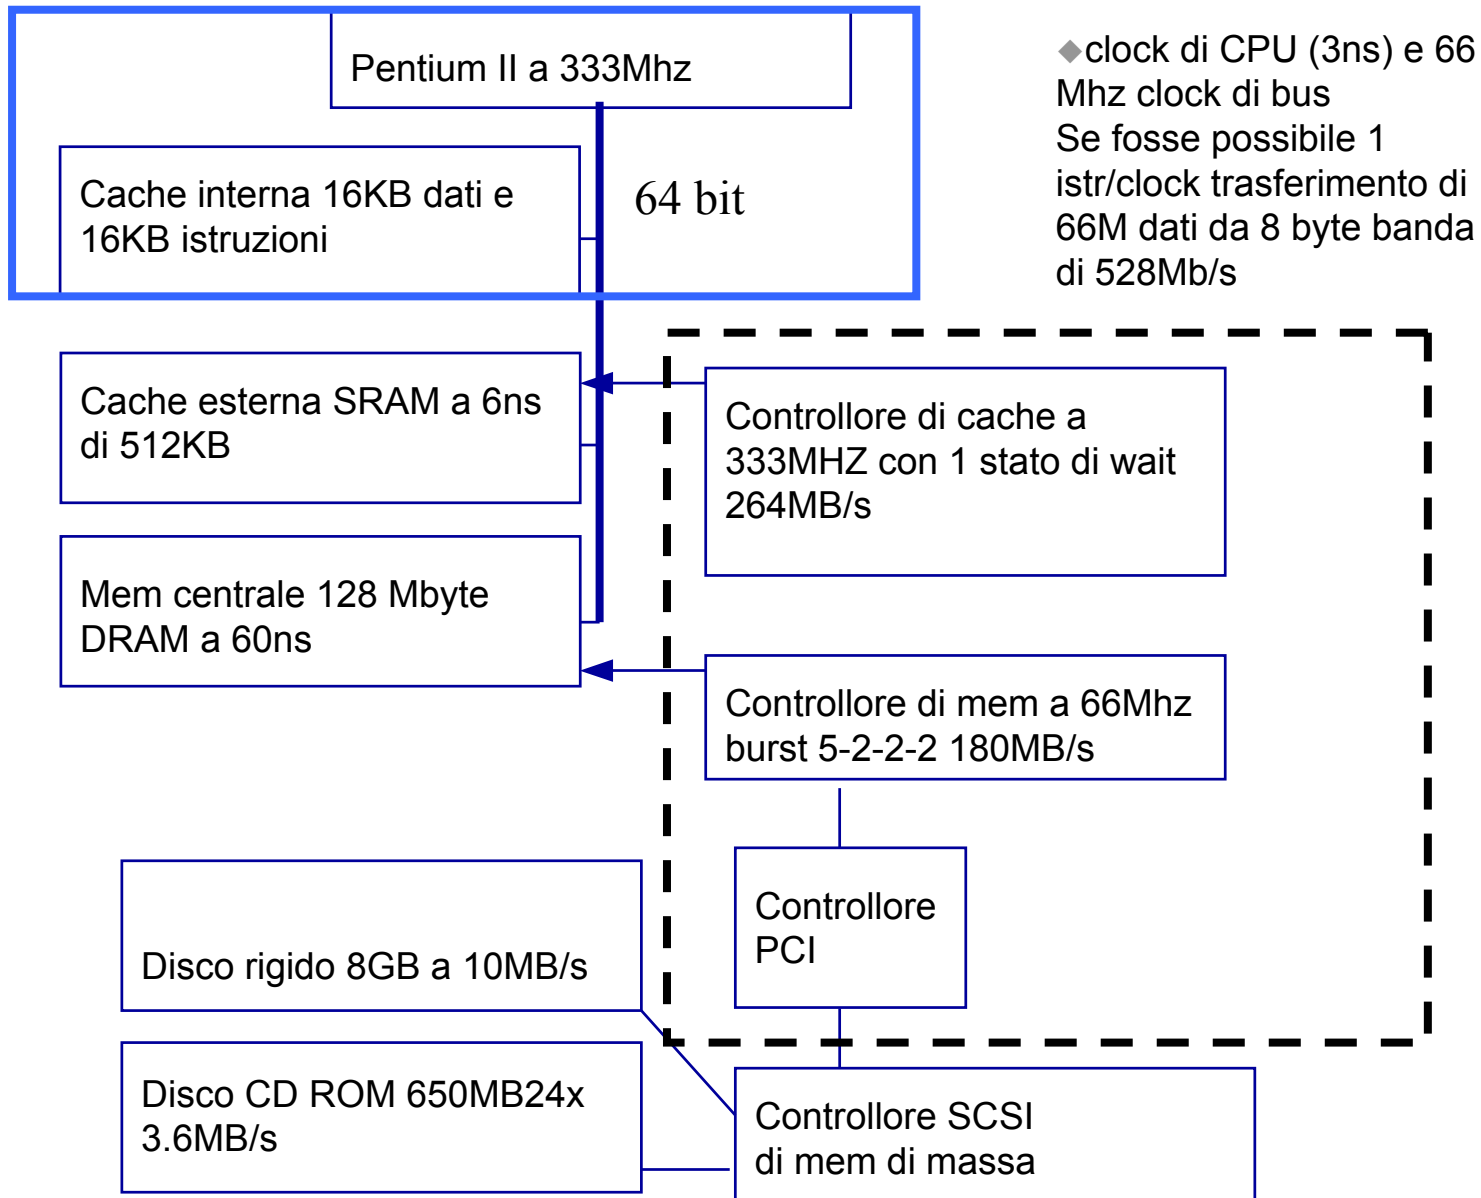 Pentium II a 333Mhz
Cache interna 16KB dati e
16KB istruzioni
64 bit
◆clock di CPU (3ns) e 66
Mhz clock di bus
Se fosse possibile 1
istr/clock trasferimento di
66M dati da 8 byte banda
di 528Mb/s
Cache esterna SRAM a 6ns
di 512KB
Controllore di cache a
333MHZ con 1 stato di wait
264MB/s
Mem centrale 128 Mbyte
DRAM a 60ns
Controllore di mem a 66Mhz
burst 5-2-2-2 180MB/s
Controllore
PCI
Disco rigido 8GB a 10MB/s
Disco CD ROM 650MB24x
3.6MB/s
Controllore SCSI
di mem di massa